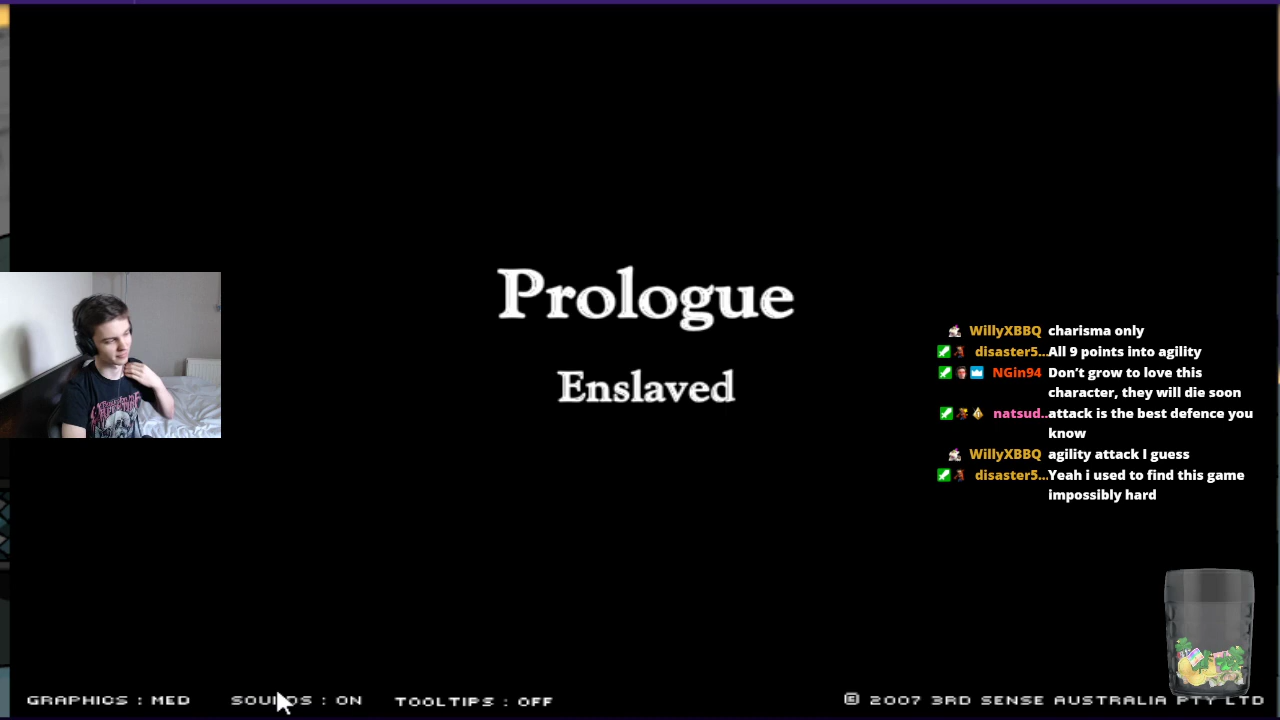 Prologue
Enslaved
WillyXBBQ charisma only
disaster5... All 9 points into agility
NGin94 Don't grow to love this
character, they will die soon
natsud... attack is the best defence you
know
WillyXBBQ agility attack I guess
disaster5... Yeah i used to find this game
impossibly hard
GRAPHICS : MED SOUNDS : ON TOOLTIPS : OFF © 2007 3RD SENSE AUSTRALIA PTY LTD